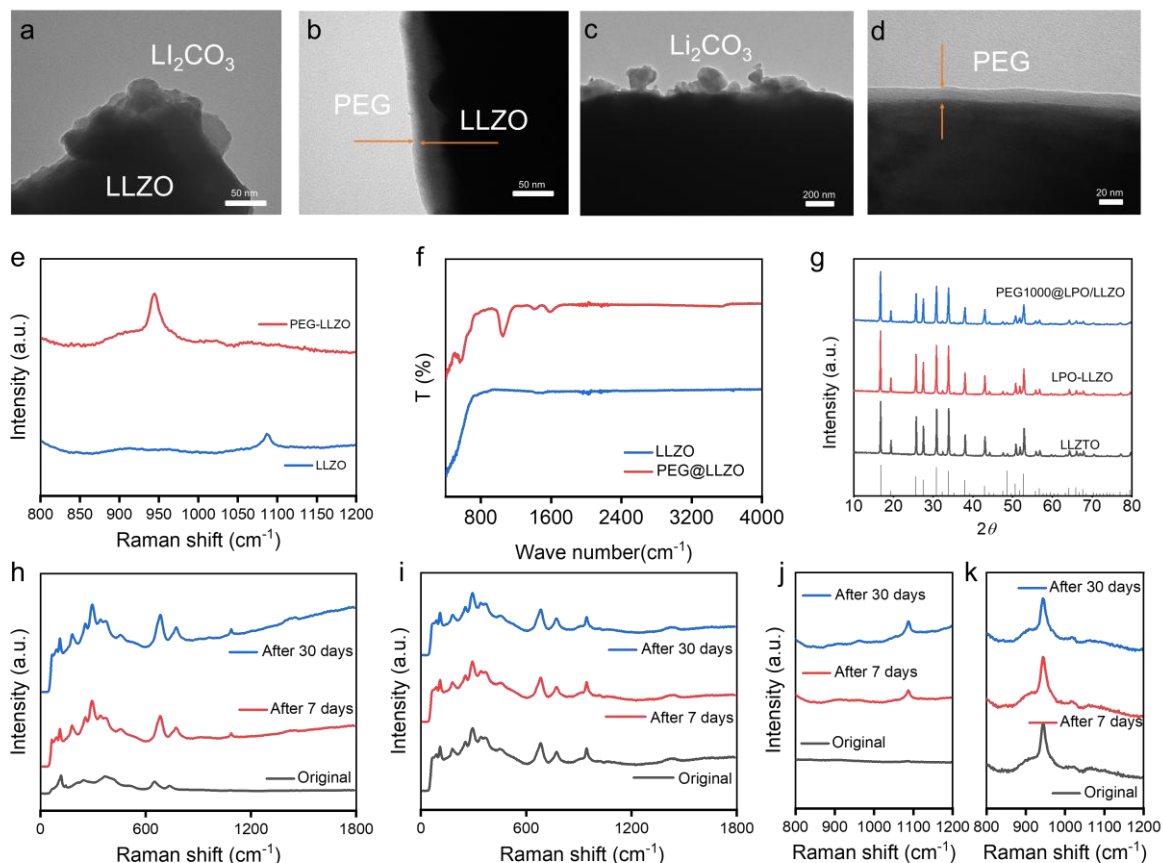 a
LI₂CO₃
LLZO
50 nm
b
PEG
LLZO
50 nm
c
Li₂CO₃
200 nm
d
PEG
20 nm
e
Intensity (a.u.)
PEG-LLZO
LLZO
800 850 900 950 1000 1050 1100 1150 1200
Raman shift (cm⁻¹)
f
T (%)
LLZO
PEG@LLZO
800 1600 2400 3200 4000
Wave number(cm⁻¹)
g
Intensity (a.u.)
PEG1000@LPO/LLZO
LPO-LLZO
LLZTO
10 20 30 40 50 60 70 80
2θ
h
Intensity (a.u.)
After 30 days
After 7 days
Original
0 600 1200 1800
Raman shift (cm⁻¹)
i
Intensity (a.u.)
After 30 days
After 7 days
Original
0 600 1200 1800
Raman shift (cm⁻¹)
j
Intensity (a.u.)
After 30 days
After 7 days
Original
800 900 1000 1100 1200
Raman shift (cm⁻¹)
k
Intensity (a.u.)
After 30 days
After 7 days
Original
800 900 1000 1100 1200
Raman shift (cm⁻¹)